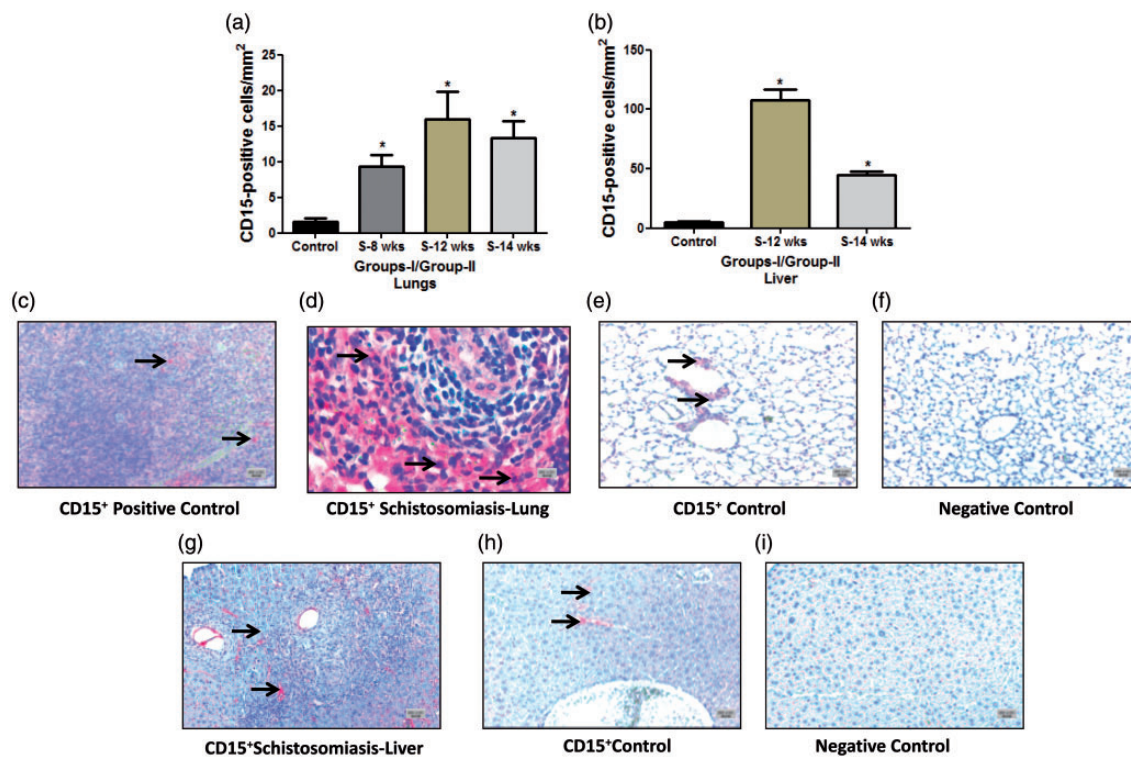 (a)
CD15-positive cells/mm²
25
20
15
10
5
0
*
*
*
Control
S-8 wks
S-12 wks
S-14 wks
Groups-I/Group-II
Lungs
(b)
CD15-positive cells/mm²
150
100
50
0
*
*
Control
S-12 wks
S-14 wks
Groups-I/Group-II
Liver
(c)
CD15⁺ Positive Control
(d)
CD15⁺ Schistosomiasis-Lung
(e)
CD15⁺ Control
(f)
Negative Control
(g)
CD15⁺Schistosomiasis-Liver
(h)
CD15⁺Control
(i)
Negative Control